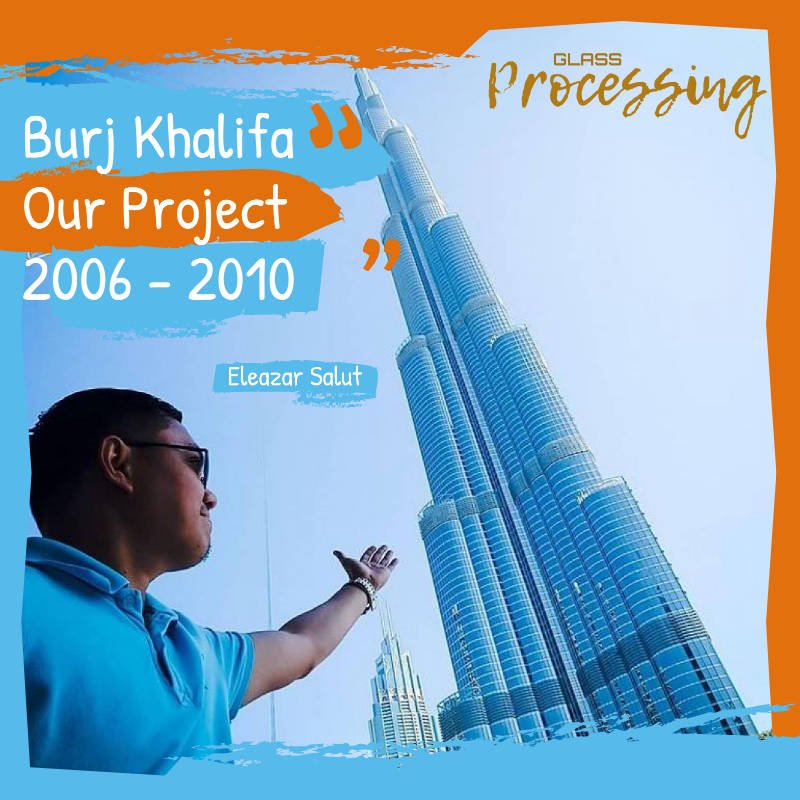 GLASS
Processing
Burj Khalifa
Our Project
2006 - 2010
Eleazar Salut